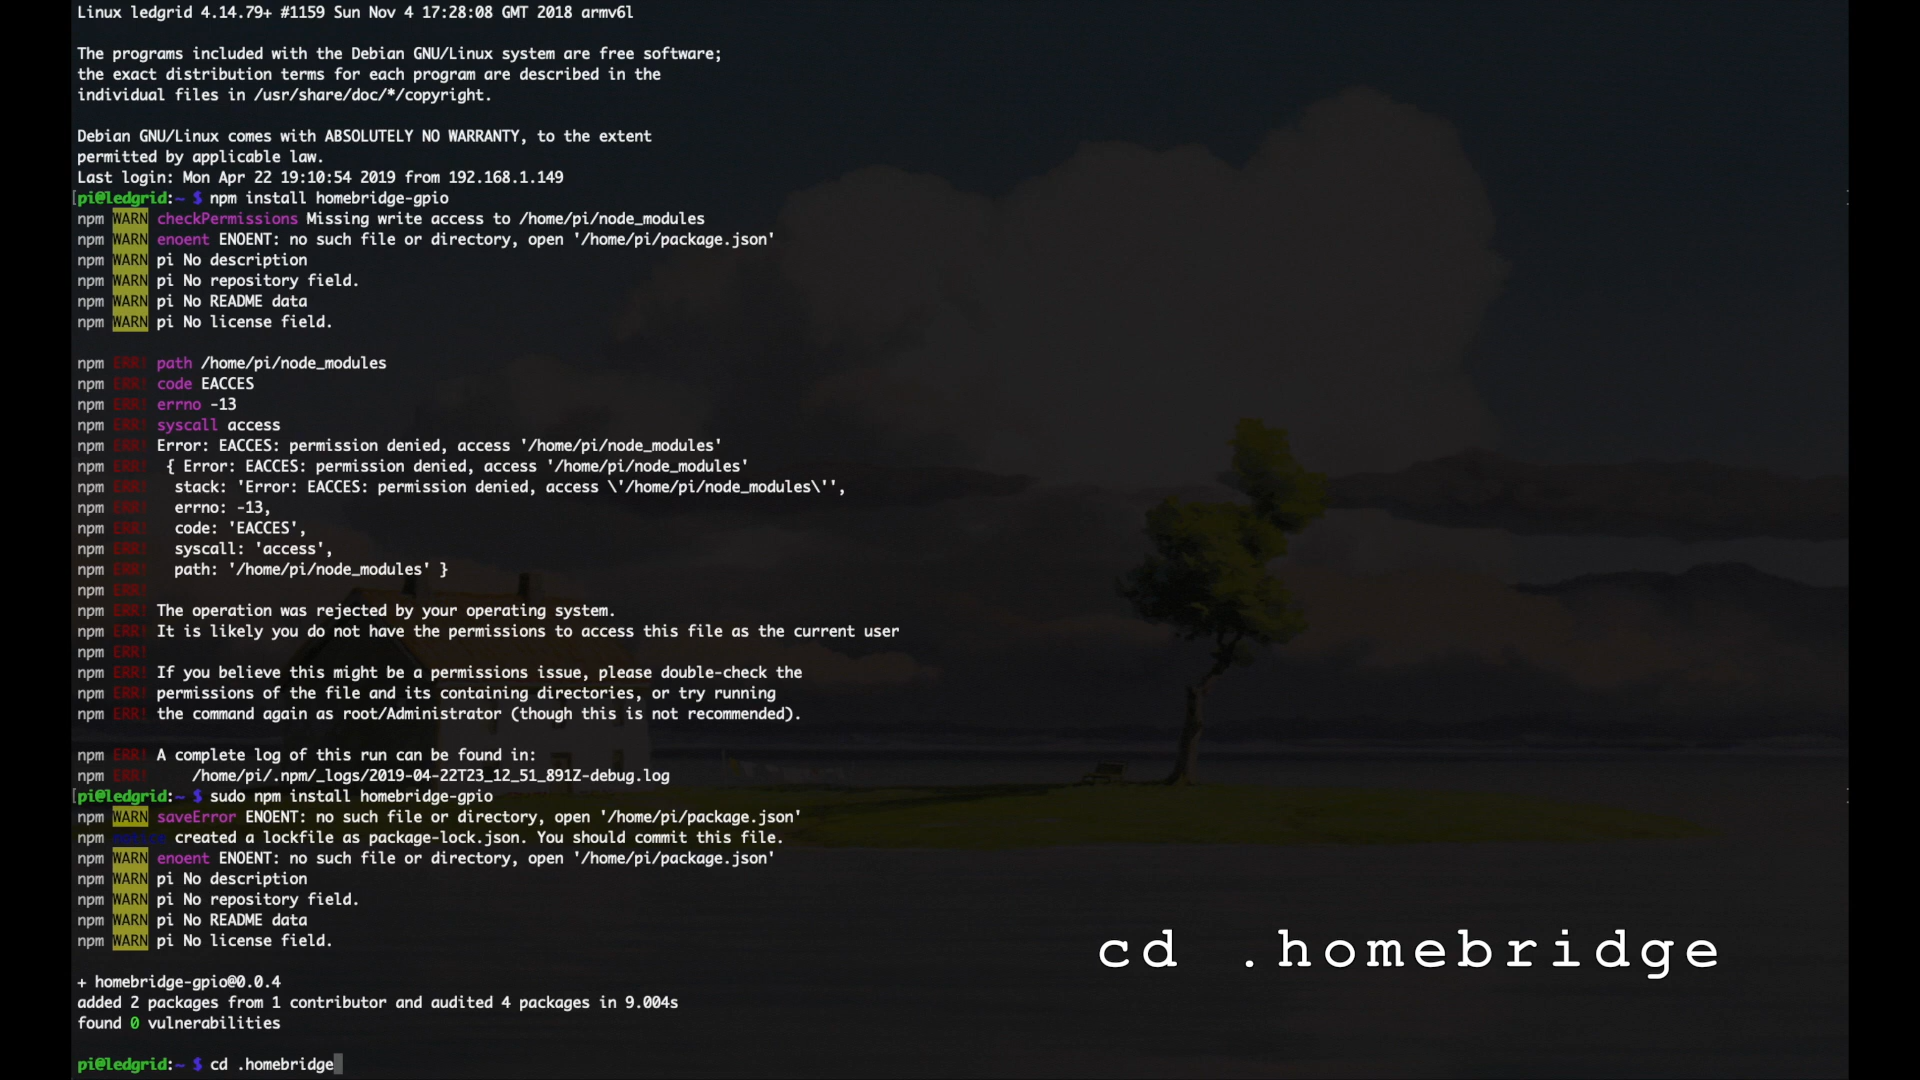 Linux ledgrid 4.14.79+ #1159 Sun Nov 4 17:28:08 GMT 2018 armv6l
The programs included with the Debian GNU/Linux system are free software;
the exact distribution terms for each program are described in the
individual files in /usr/share/doc/*/copyright.
Debian GNU/Linux comes with ABSOLUTELY NO WARRANTY, to the extent
permitted by applicable law.
Last login: Mon Apr 22 19:10:54 2019 from 192.168.1.149
[pi@ledgrid:~ $ npm install homebridge-gpio
npm WARN checkPermissions Missing write access to /home/pi/node_modules
npm WARN enoent ENOENT: no such file or directory, open '/home/pi/package.json'
npm WARN pi No description
npm WARN pi No repository field.
npm WARN pi No README data
npm WARN pi No license field.
npm ERR! path /home/pi/node_modules
npm ERR! code EACCES
npm ERR! errno -13
npm ERR! syscall access
npm ERR! Error: EACCES: permission denied, access '/home/pi/node_modules'
npm ERR!  { Error: EACCES: permission denied, access '/home/pi/node_modules'
npm ERR!   stack: 'Error: EACCES: permission denied, access \'/home/pi/node_modules\'',
npm ERR!   errno: -13,
npm ERR!   code: 'EACCES',
npm ERR!   syscall: 'access',
npm ERR!   path: '/home/pi/node_modules' }
npm ERR!
npm ERR! The operation was rejected by your operating system.
npm ERR! It is likely you do not have the permissions to access this file as the current user
npm ERR!
npm ERR! If you believe this might be a permissions issue, please double-check the
npm ERR! permissions of the file and its containing directories, or try running
npm ERR! the command again as root/Administrator (though this is not recommended).
npm ERR! A complete log of this run can be found in:
npm ERR!     /home/pi/.npm/_logs/2019-04-22T23_12_51_891Z-debug.log
[pi@ledgrid:~ $ sudo npm install homebridge-gpio
npm WARN saveError ENOENT: no such file or directory, open '/home/pi/package.json'
npm notice created a lockfile as package-lock.json. You should commit this file.
npm WARN enoent ENOENT: no such file or directory, open '/home/pi/package.json'
npm WARN pi No description
npm WARN pi No repository field.
npm WARN pi No README data
npm WARN pi No license field.
+ homebridge-gpio@0.0.4
added 2 packages from 1 contributor and audited 4 packages in 9.004s
found 0 vulnerabilities
pi@ledgrid:~ $ cd .homebridge
cd .homebridge